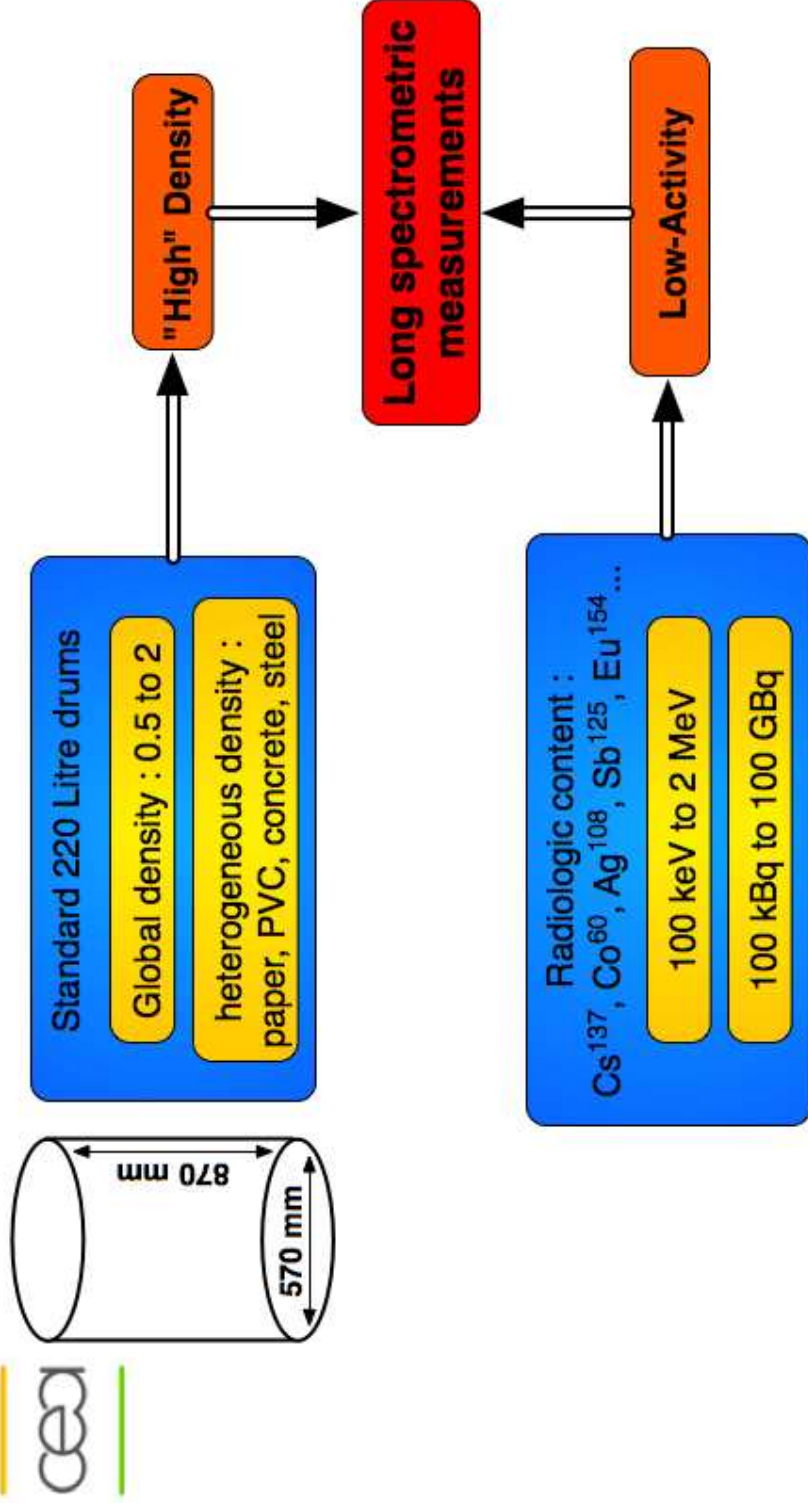 cea
870 mm
570 mm
Standard 220 Litre drums
Global density : 0.5 to 2
heterogeneous density :
paper, PVC, concrete, steel
"High" Density
Long spectrometric
measurements
Radiologic content :
Cs¹³⁷, Co⁶⁰, Ag¹⁰⁸, Sb¹²⁵, Eu¹⁵⁴ ...
100 keV to 2 MeV
100 kBq to 100 GBq
Low-Activity